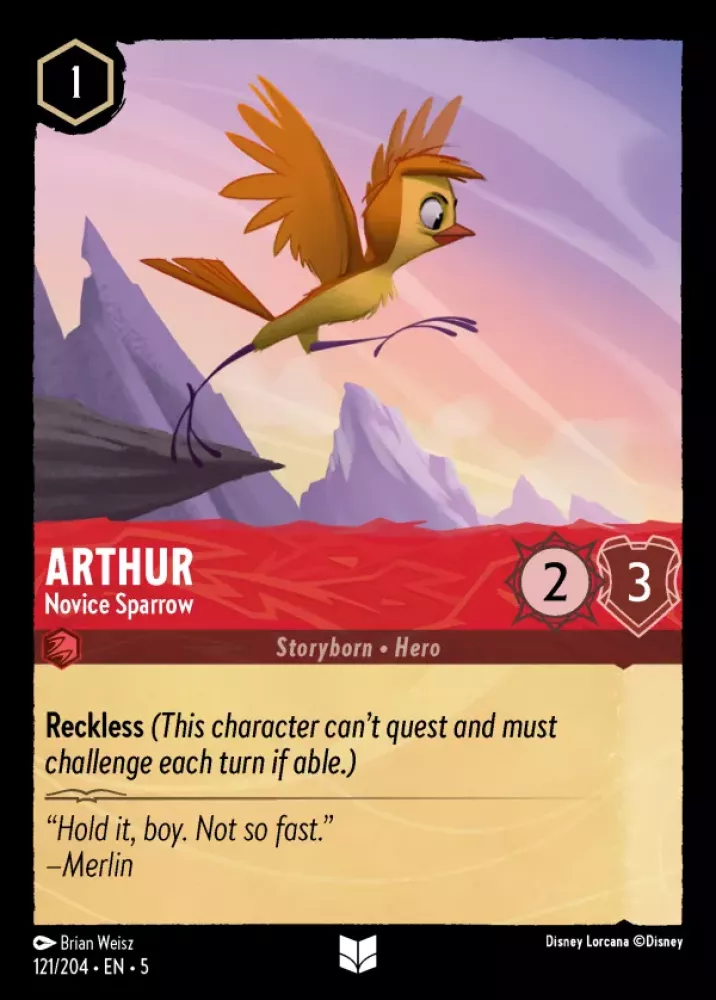 1
ARTHUR
Novice Sparrow
2
3
Storyborn • Hero
Reckless (This character can’t quest and must
challenge each turn if able.)
“Hold it, boy. Not so fast.”
–Merlin
Brian Weisz
Disney Lorcana ©Disney
121/204 • EN • 5